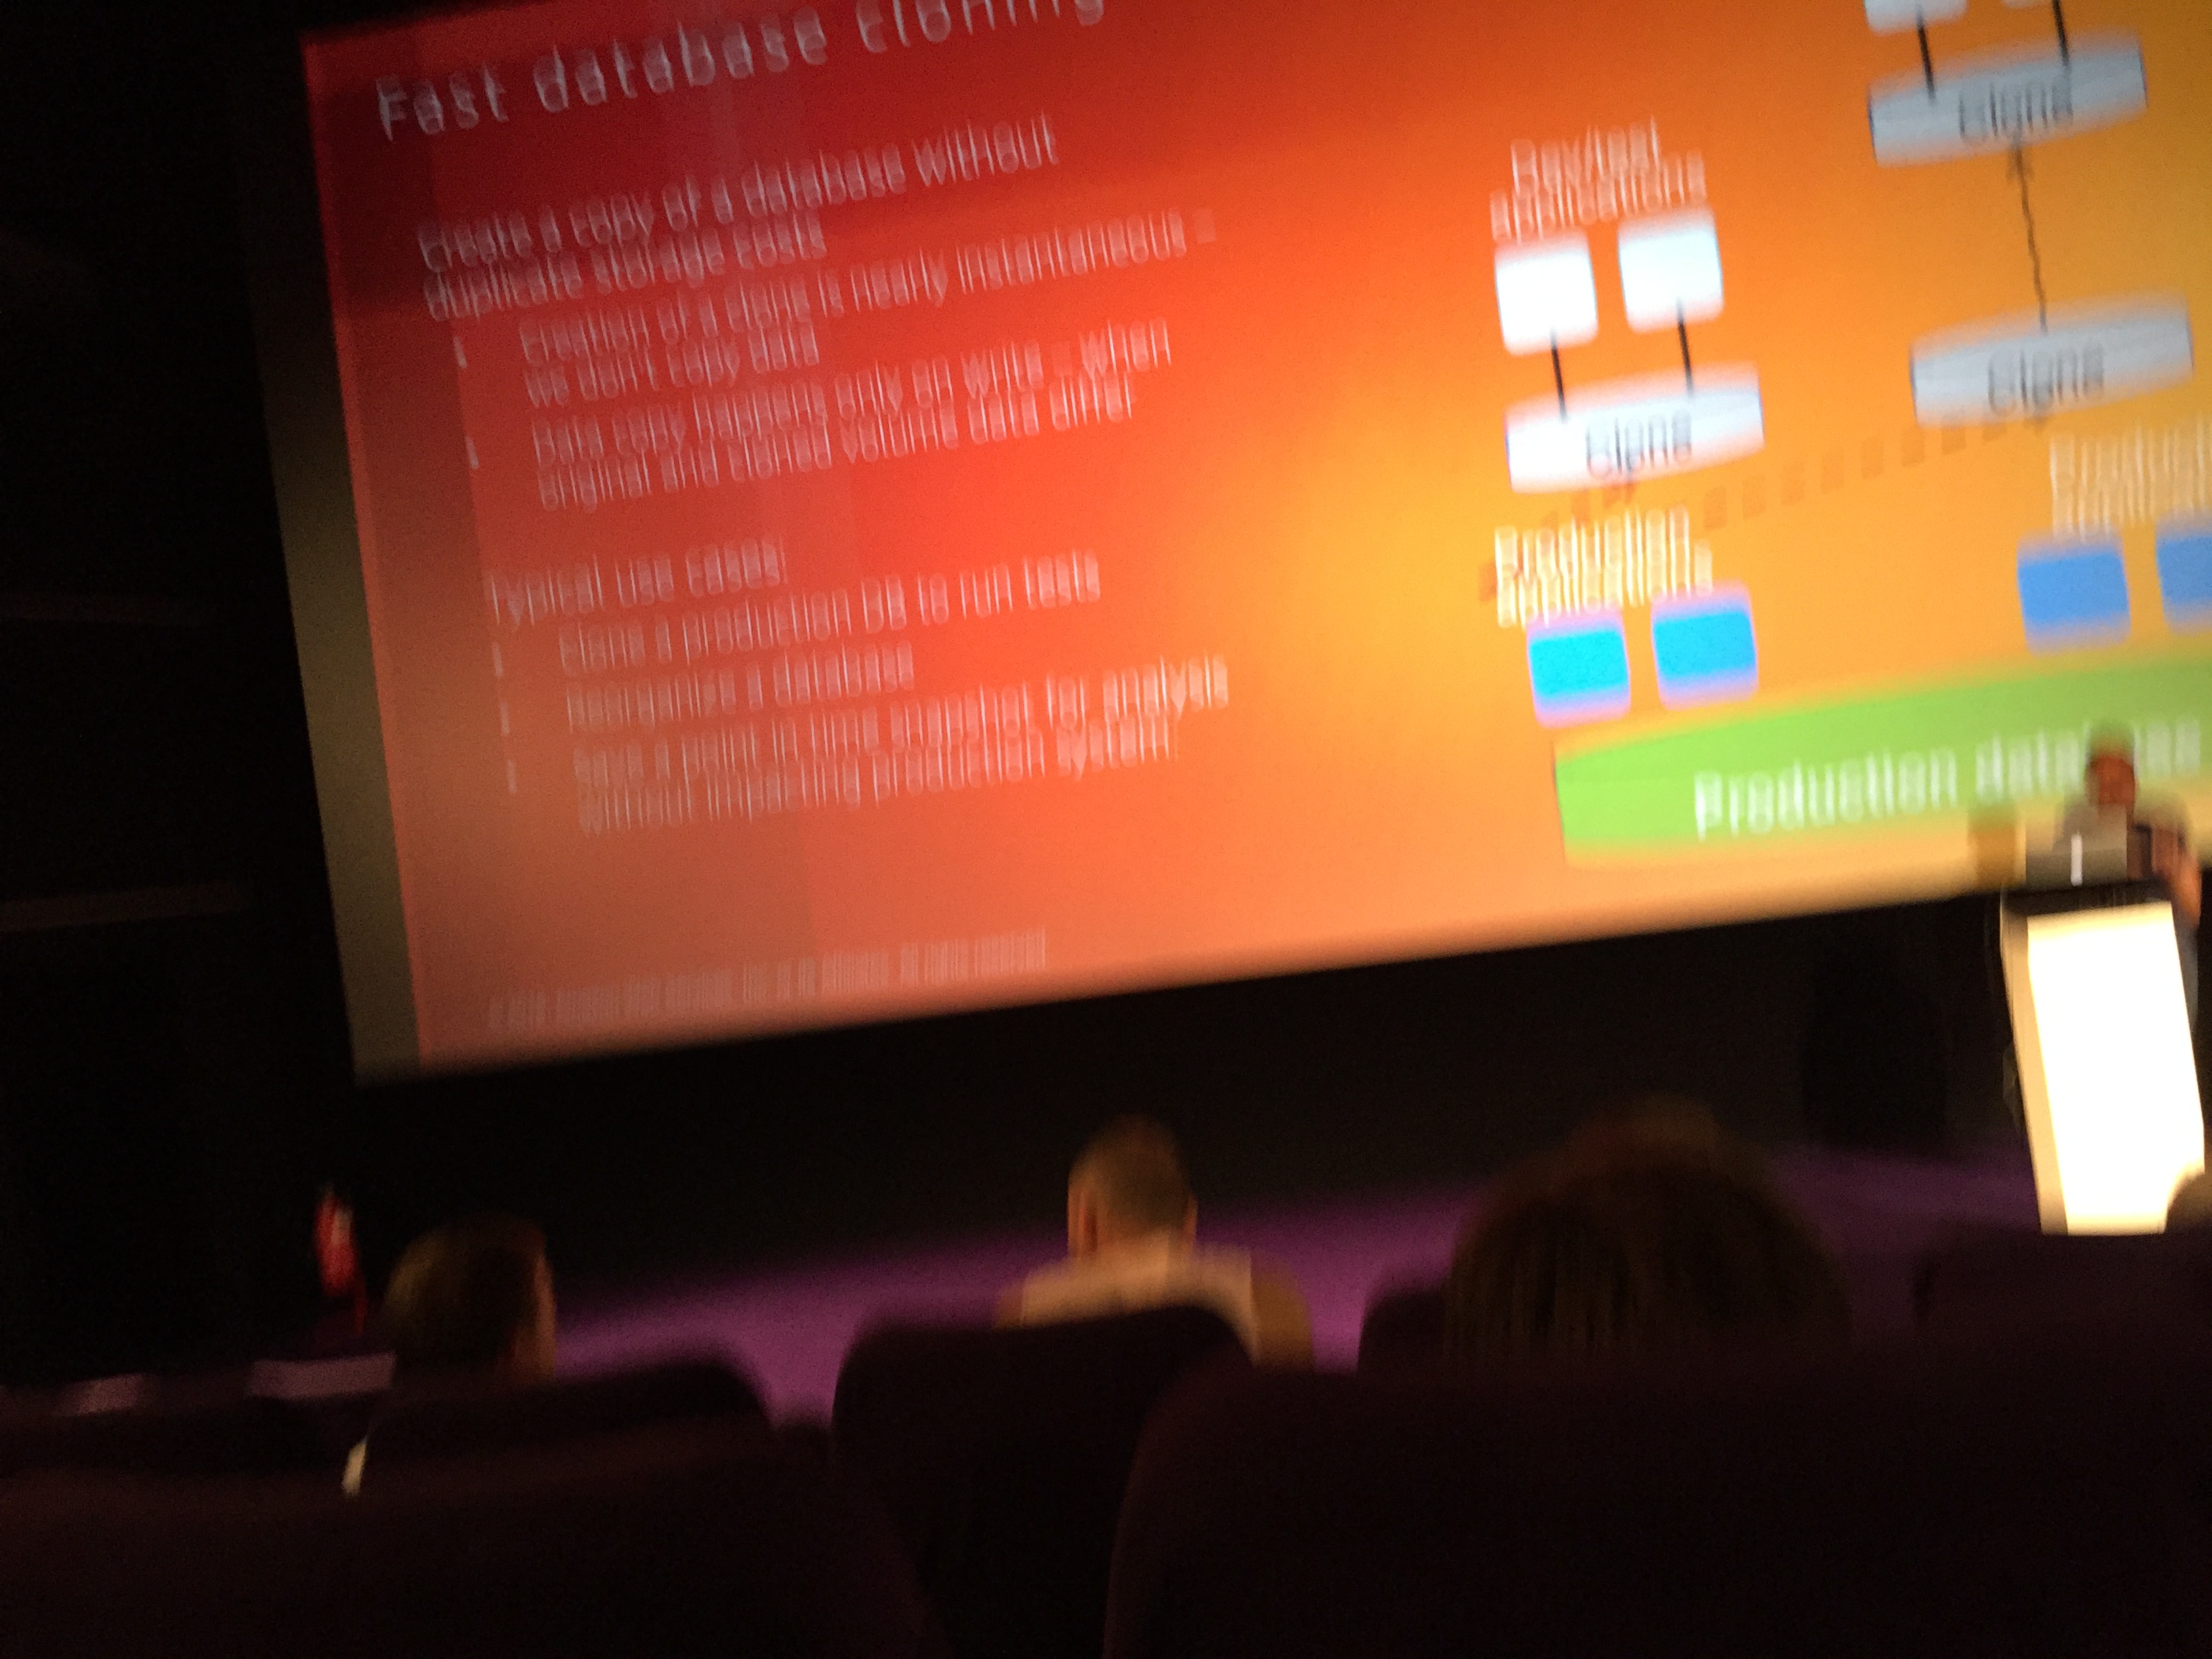 Fast database cloning
Create a copy of a database without
duplicate storage costs
Creation of a clone is nearly instantaneous –
we don't copy data
Data copy happens only on write – when
original and cloned volume data differ
Typical use cases:
Clone a production DB to run tests
Reorganize a database
Save a point in time snapshot for analysis
without impacting production system
Clone
Dev/test
applications
Clone
Clone
Production
applications
Production database